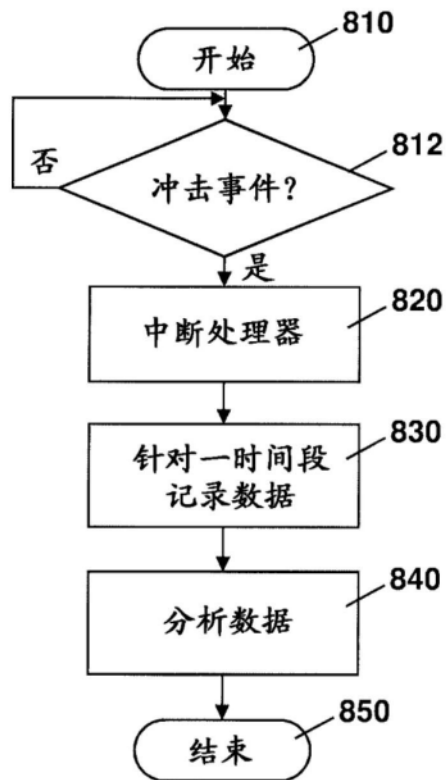 810
开始
812
冲击事件?
否
是
820
中断处理器
830
针对一时间段
记录数据
840
分析数据
850
结束